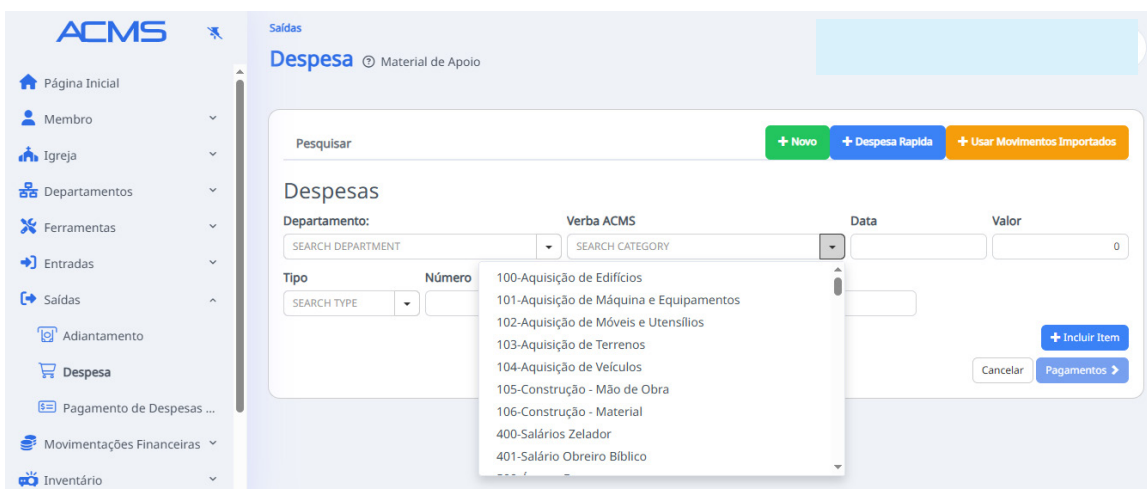 ACMS
Página Inicial
Membro
Igreja
Departamentos
Ferramentas
Entradas
Saídas
Adiantamento
Despesa
Pagamento de Despesas ...
Movimentações Financeiras
Inventário
Saídas
Despesa Material de Apoio
Pesquisar
Novo
Despesa Rapida
Usar Movimentos Importados
Despesas
Departamento:
Verba ACMS
Data
Valor
SEARCH DEPARTMENT
SEARCH CATEGORY
0
Tipo
Número
SEARCH TYPE
100-Aquisição de Edifícios
101-Aquisição de Máquina e Equipamentos
102-Aquisição de Móveis e Utensílios
103-Aquisição de Terrenos
104-Aquisição de Veículos
105-Construção - Mão de Obra
106-Construção - Material
400-Salários Zelador
401-Salário Obreiro Bíblico
Incluir Item
Cancelar
Pagamentos